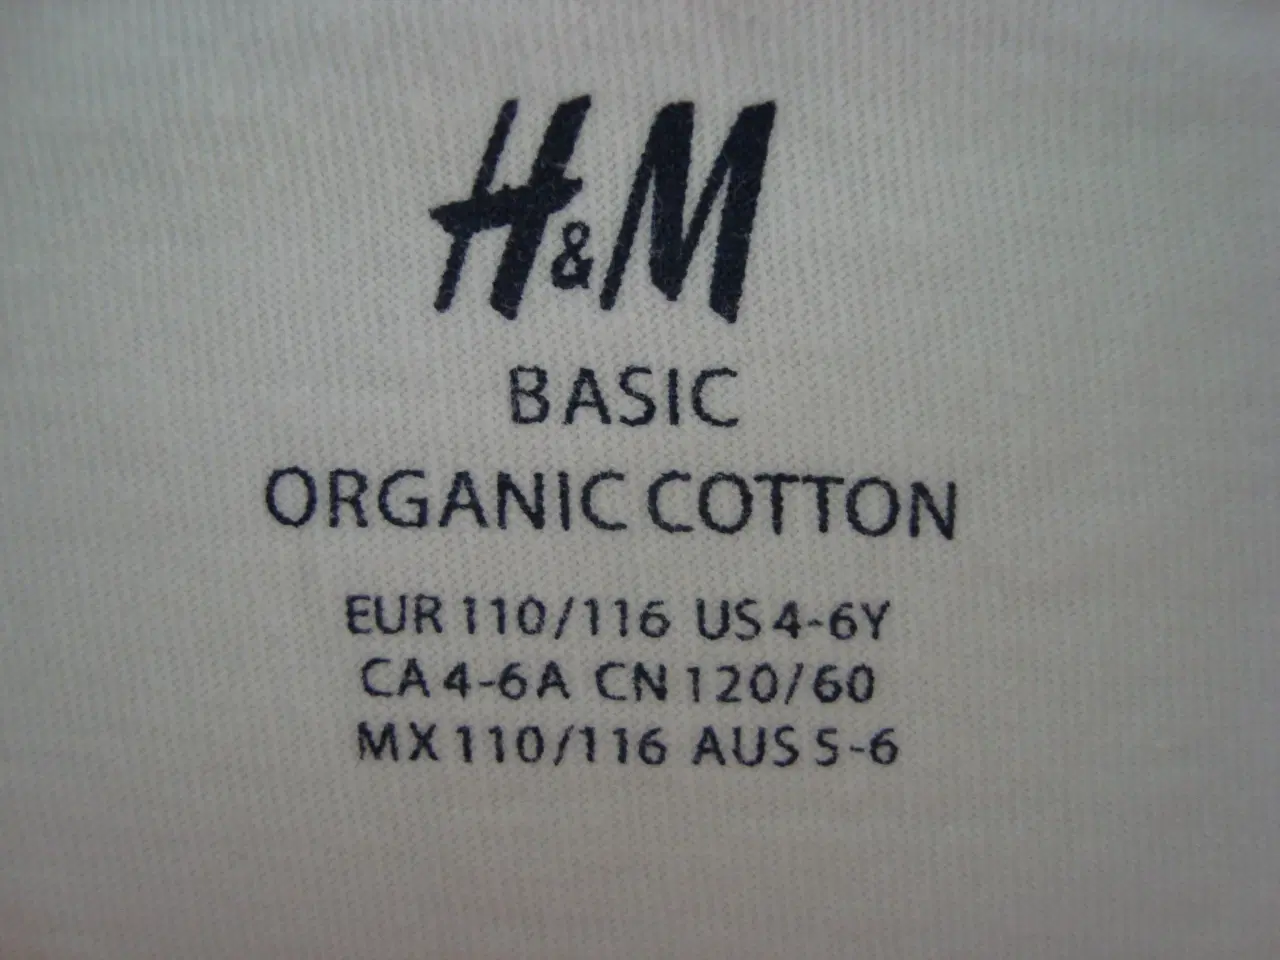 H&M
BASIC
ORGANIC COTTON
EUR 110/116 US 4-6Y
CA 4-6A CN 120/60
MX 110/116 AUS 5-6